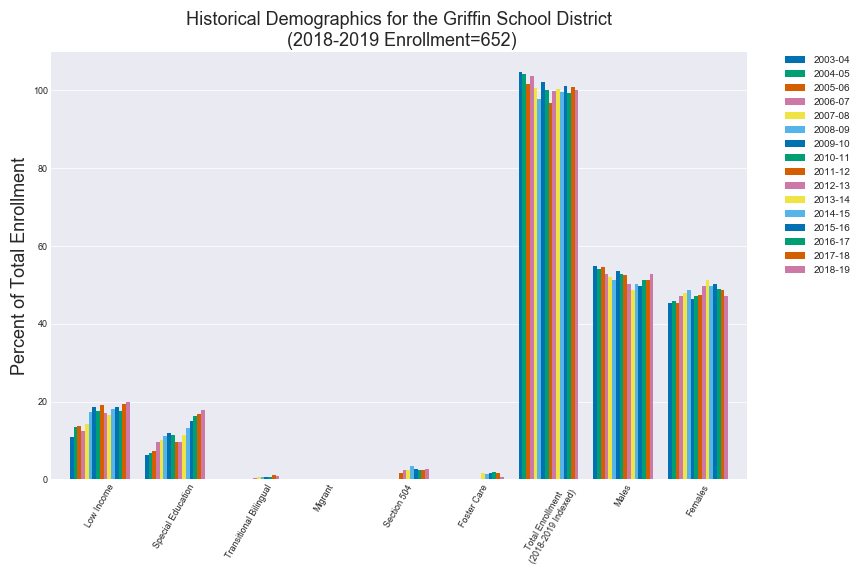 Historical Demographics for the Griffin School District
(2018-2019 Enrollment=652)
Percent of Total Enrollment
100
80
60
40
20
0
Low Income
Special Education
Transitional Bilingual
Migrant
Section 504
Foster Care
Total Enrollment
(2018-2019 Indexed)
Males
Females
2003-04
2004-05
2005-06
2006-07
2007-08
2008-09
2009-10
2010-11
2011-12
2012-13
2013-14
2014-15
2015-16
2016-17
2017-18
2018-19